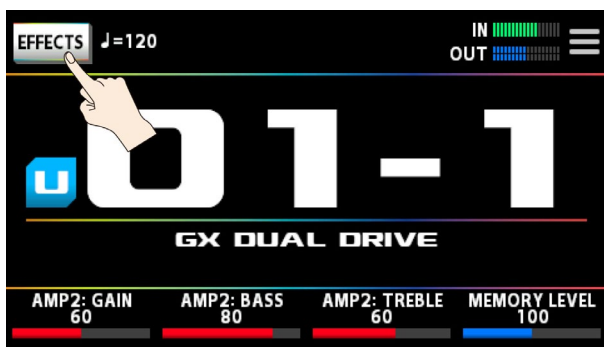 EFFECTS ♩=120
IN
OUT
U 01-1
GX DUAL DRIVE
AMP2: GAIN AMP2: BASS AMP2: TREBLE MEMORY LEVEL
60 80 60 100